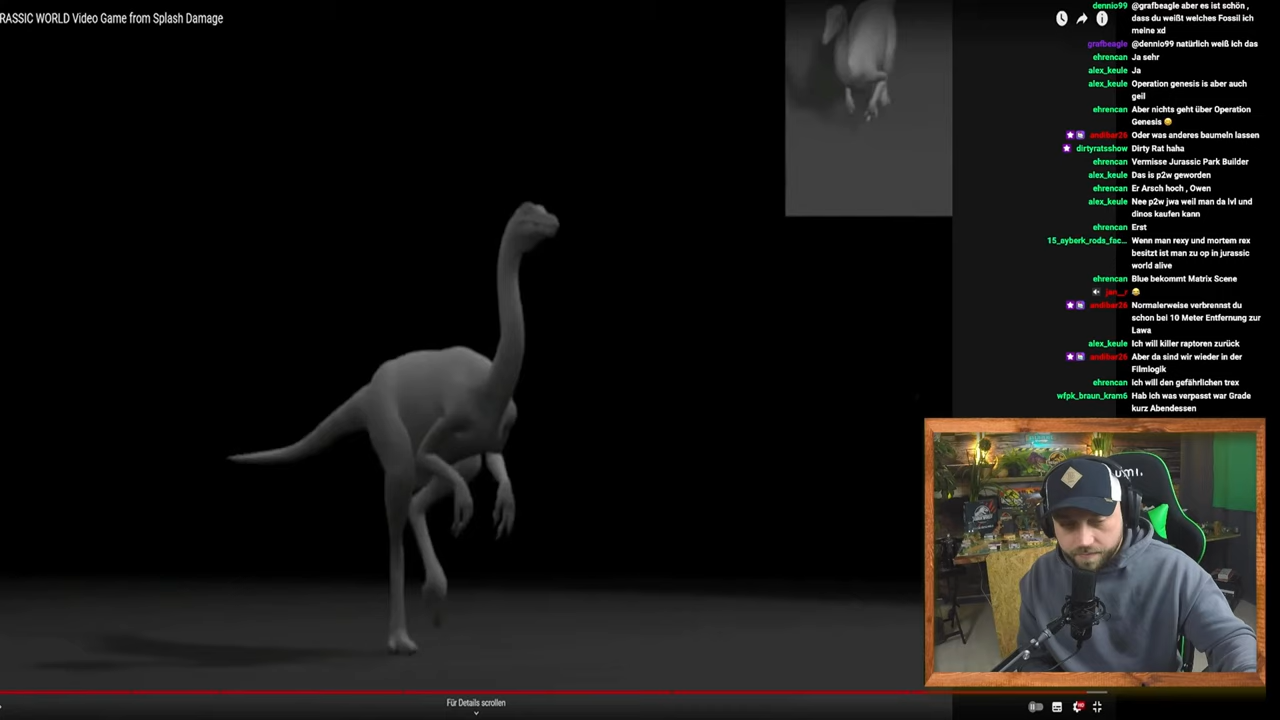 RASSIC WORLD Video Game from Splash Damage
dennio99 @grafbeagle aber es ist schön ,
dass du weißt welches Fossil ich
meine xd
grafbeagle @dennio99 natürlich weiß ich das
ehrencan Ja sehr
alex_keule Ja
alex_keule Operation genesis is aber auch
geil
ehrencan Aber nichts geht über Operation
Genesis 😄
andibar26 Oder was anderes baumeln lassen
dirtyratsshow Dirty Rat haha
ehrencan Vermisse Jurassic Park Builder
alex_keule Das is p2w geworden
ehrencan Er Arsch hoch , Owen
alex_keule Nee p2w jwa weil man da lvl und
dinos kaufen kann
ehrencan Erst
15_ayberk_rods_fac... Wenn man rexy und mortem rex
besitzt ist man zu op in jurassic
world alive
ehrencan Blue bekommt Matrix Scene
jan__r 😂
andibar26 Normalerweise verbrennst du
schon bei 10 Meter Entfernung zur
Lawa
alex_keule Ich will killer raptoren zurück
andibar26 Aber da sind wir wieder in der
Filmlogik
ehrencan Ich will den gefährlichen trex
wfpk_braun_kram6 Hab ich was verpasst war Grade
kurz Abendessen
Für Details scrollen